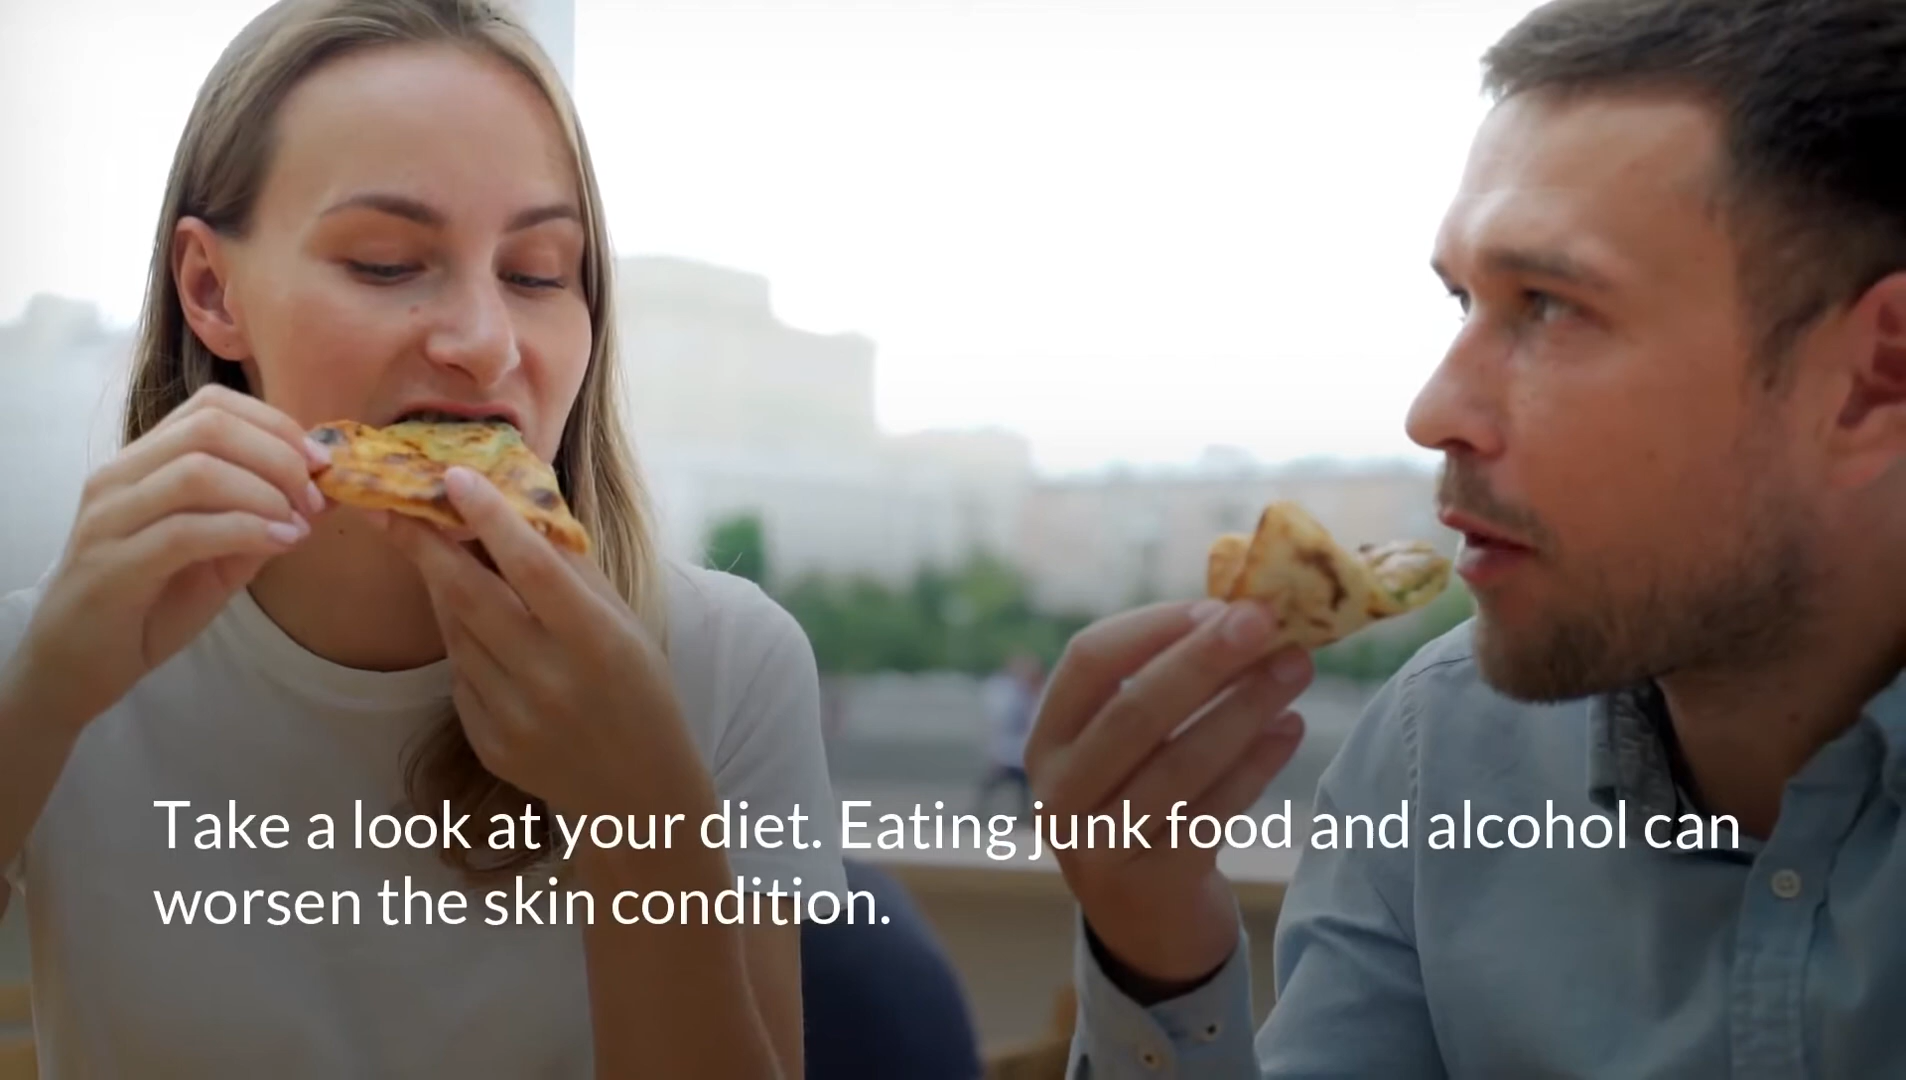 Take a look at your diet. Eating junk food and alcohol can
worsen the skin condition.